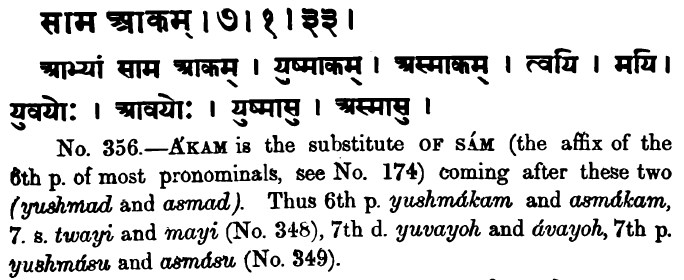 साम आकम् । ७ । १ । ३३ ।
आभ्यां साम आकम् । युष्माकम् । अस्माकम् । त्वयि । मयि ।
युवयोः । आवयोः । युष्मासु । अस्मासु ।
No. 356.—ÁKAM is the substitute OF SÁM (the affix of the
6th p. of most pronominals, see No. 174) coming after these two
(yushmad and asmad). Thus 6th p. yushmákam and asmákam,
7. s. twayi and mayi (No. 348), 7th d. yuvayoh and ávayoh, 7th p.
yushmásu and asmásu (No. 349).